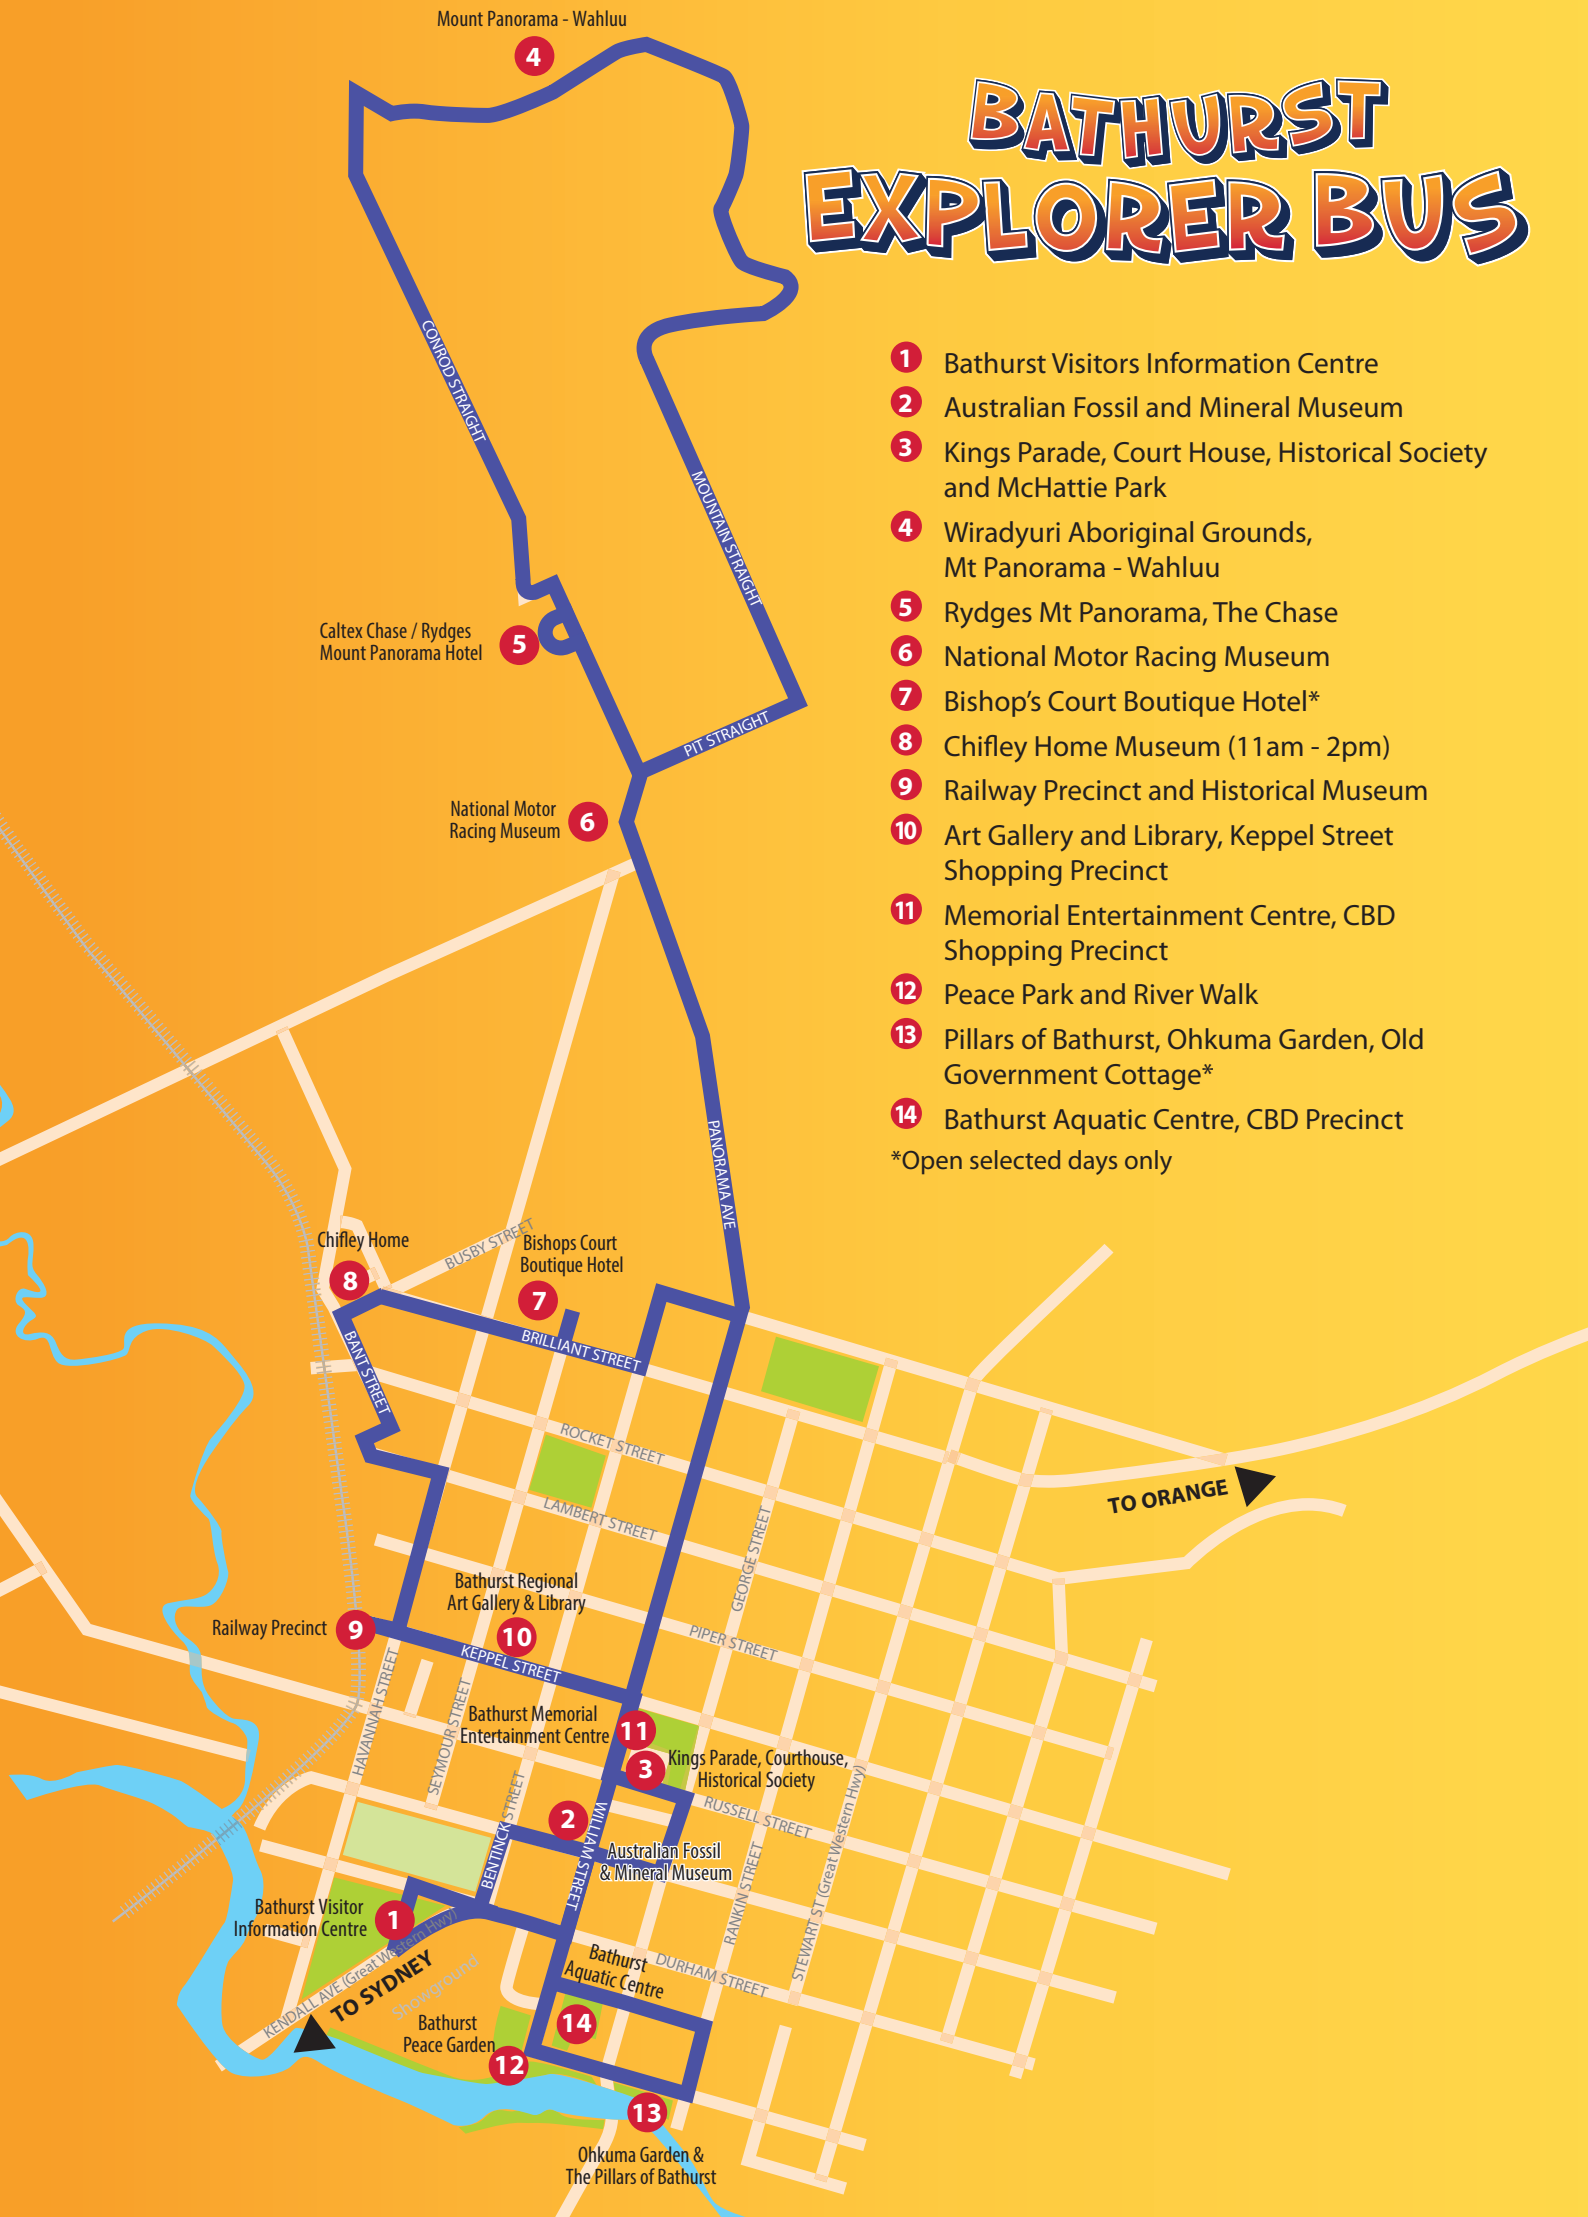 Mount Panorama - Wahluu
4
BATHURST
EXPLORER BUS
1 Bathurst Visitors Information Centre
2 Australian Fossil and Mineral Museum
3 Kings Parade, Court House, Historical Society
and McHattie Park
4 Wiradyuri Aboriginal Grounds,
Mt Panorama - Wahluu
5 Rydges Mt Panorama, The Chase
6 National Motor Racing Museum
7 Bishop's Court Boutique Hotel*
8 Chifley Home Museum (11am - 2pm)
9 Railway Precinct and Historical Museum
10 Art Gallery and Library, Keppel Street
Shopping Precinct
11 Memorial Entertainment Centre, CBD
Shopping Precinct
12 Peace Park and River Walk
13 Pillars of Bathurst, Ohkuma Garden, Old
Government Cottage*
14 Bathurst Aquatic Centre, CBD Precinct
*Open selected days only
CONROD STRAIGHT
MOUNTAIN STRAIGHT
Caltex Chase / Rydges
Mount Panorama Hotel
5
PIT STRAIGHT
National Motor
Racing Museum
6
PANORAMA AVE
Chifley Home
8
BUSBY STREET
Bishops Court
Boutique Hotel
7
BRILLIANT STREET
BANT STREET
ROCKET STREET
LAMBERT STREET
TO ORANGE
GEORGE STREET
Bathurst Regional
Art Gallery & Library
10
Railway Precinct
9
PIPER STREET
KEPPEL STREET
HAVANNAH STREET
SEYMOUR STREET
Bathurst Memorial
Entertainment Centre
11
3
Kings Parade, Courthouse,
Historical Society
RUSSELL STREET
BENTINCK STREET
2
WILLIAM STREET
Australian Fossil
& Mineral Museum
RANKIN STREET
STEWART ST (Great Western Hwy)
Bathurst Visitor
Information Centre
1
KENDALL AVE (Great Western Hwy)
TO SYDNEY
Showground
Bathurst
Aquatic Centre
DURHAM STREET
14
Bathurst
Peace Garden
12
13
Ohkuma Garden &
The Pillars of Bathurst